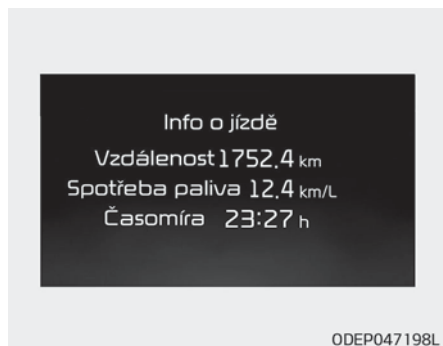 Info o jízdě
Vzdálenost 1752.4 km
Spotřeba paliva 12.4 km/L
Časomíra 23:27 h
ODEP047198L